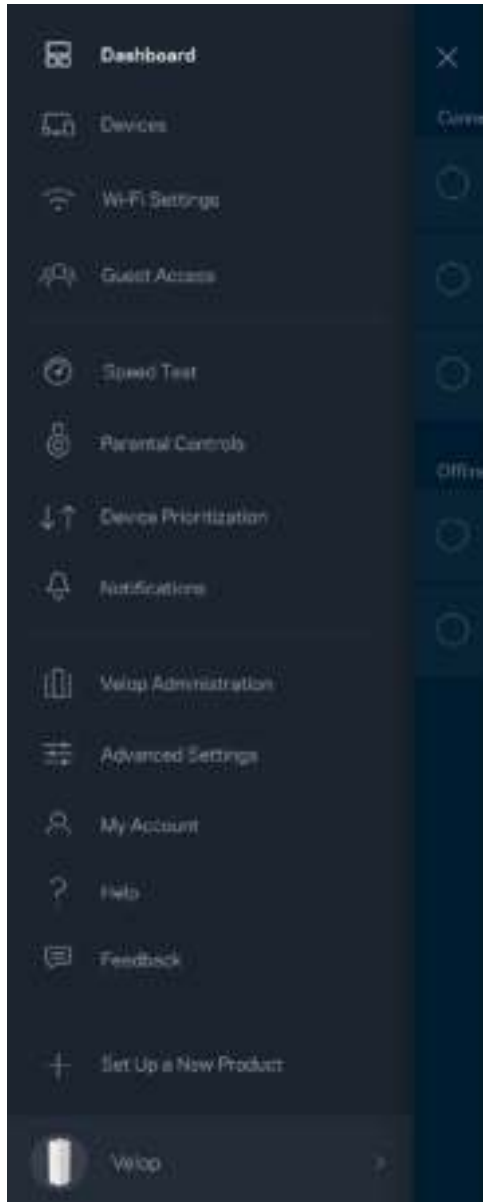 Dashboard
Devices
Wi-Fi Settings
Guest Access
Speed Test
Parental Controls
Device Prioritization
Notifications
Velop Administration
Advanced Settings
My Account
Help
Feedback
Set Up a New Product
Velop